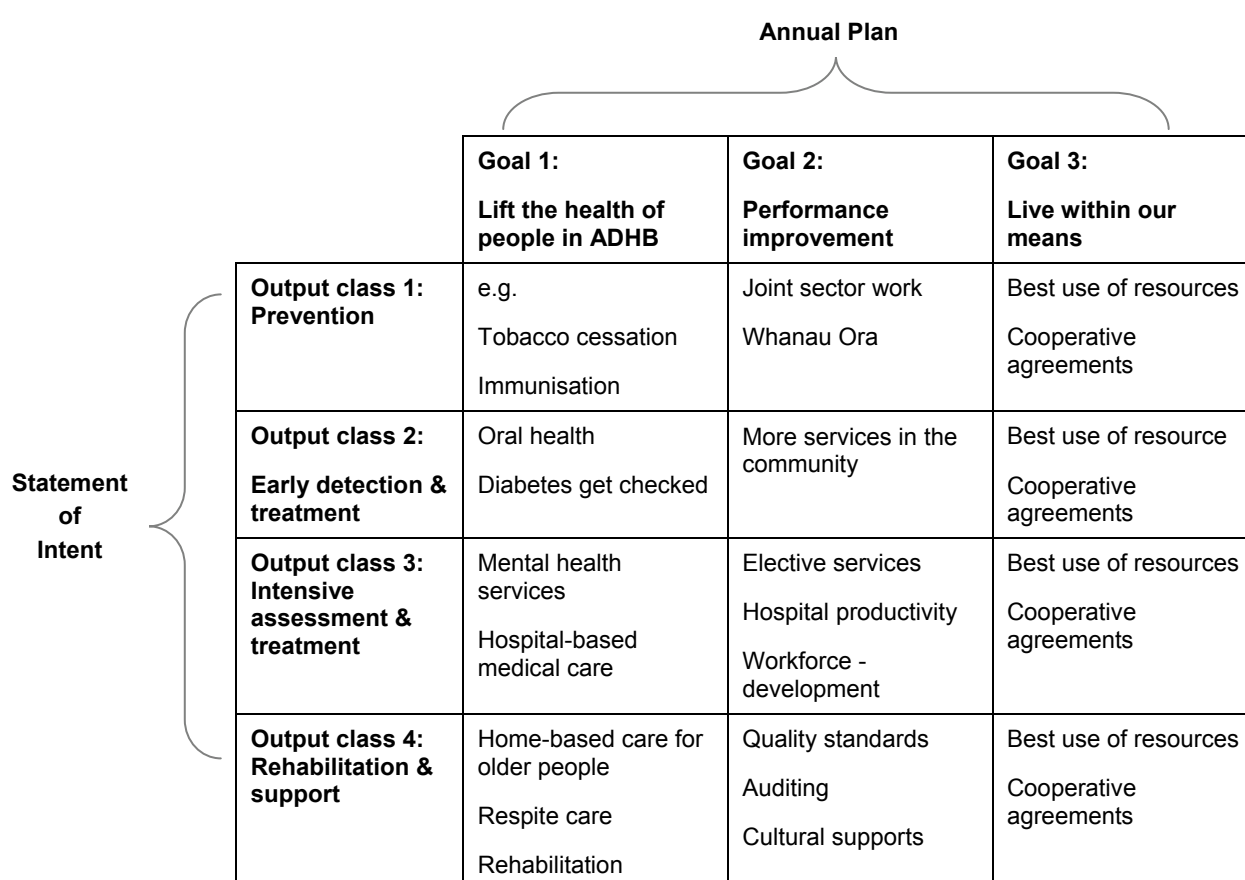 Annual Plan
Goal 1:
Lift the health of
people in ADHB
Goal 2:
Performance
improvement
Goal 3:
Live within our
means
Statement
of
Intent
Output class 1:
Prevention
e.g.
Tobacco cessation
Immunisation
Joint sector work
Whanau Ora
Best use of resources
Cooperative
agreements
Output class 2:
Early detection &
treatment
Oral health
Diabetes get checked
More services in the
community
Best use of resource
Cooperative
agreements
Output class 3:
Intensive
assessment &
treatment
Mental health
services
Hospital-based
medical care
Elective services
Hospital productivity
Workforce -
development
Best use of resources
Cooperative
agreements
Output class 4:
Rehabilitation &
support
Home-based care for
older people
Respite care
Rehabilitation
Quality standards
Auditing
Cultural supports
Best use of resources
Cooperative
agreements